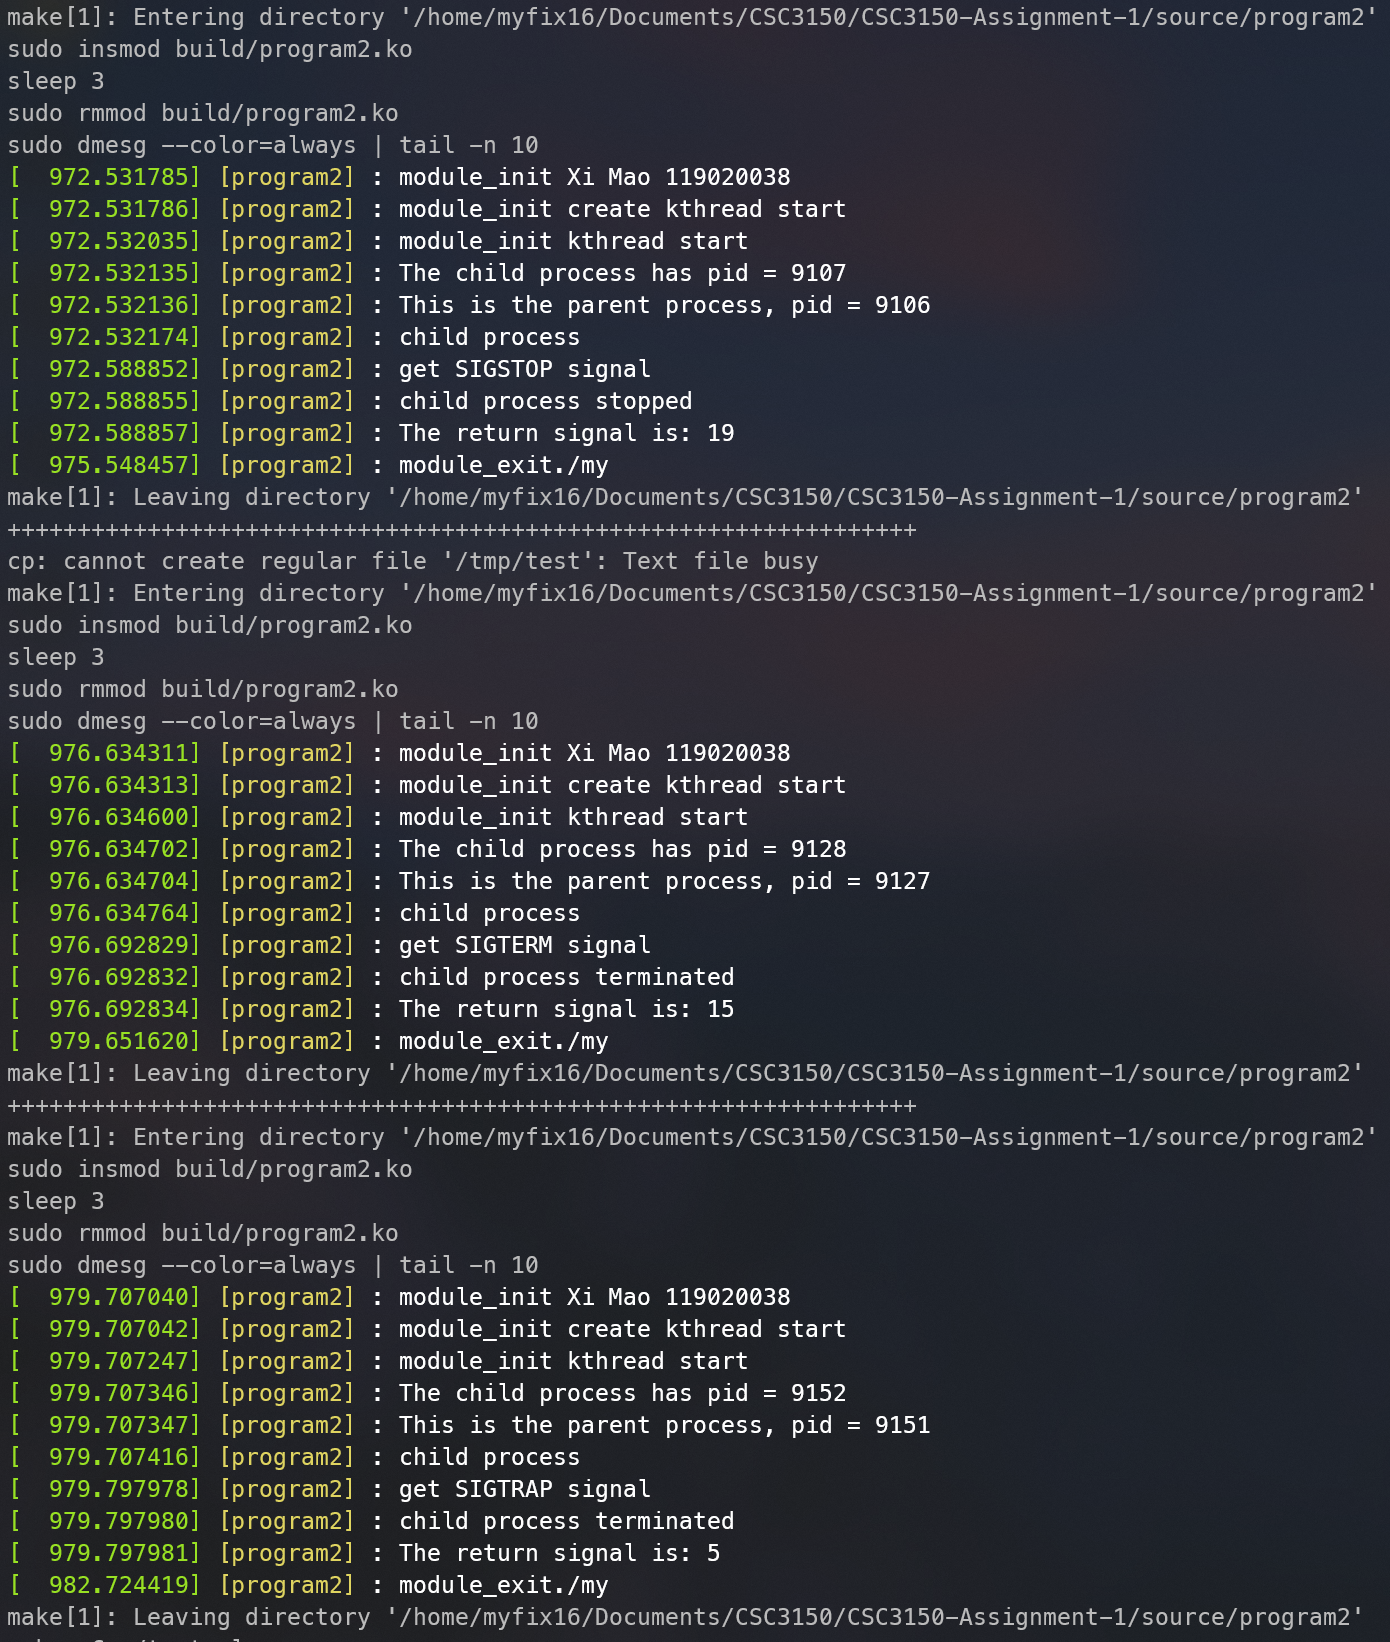 make[1]: Entering directory '/home/myfix16/Documents/CSC3150/CSC3150-Assignment-1/source/program2'
sudo insmod build/program2.ko
sleep 3
sudo rmmod build/program2.ko
sudo dmesg --color=always | tail -n 10
[  972.531785] [program2] : module_init Xi Mao 119020038
[  972.531786] [program2] : module_init create kthread start
[  972.532035] [program2] : module_init kthread start
[  972.532135] [program2] : The child process has pid = 9107
[  972.532136] [program2] : This is the parent process, pid = 9106
[  972.532174] [program2] : child process
[  972.588852] [program2] : get SIGSTOP signal
[  972.588855] [program2] : child process stopped
[  972.588857] [program2] : The return signal is: 19
[  975.548457] [program2] : module_exit./my
make[1]: Leaving directory '/home/myfix16/Documents/CSC3150/CSC3150-Assignment-1/source/program2'
+++++++++++++++++++++++++++++++++++++++++++++++++++++++++++++++++
cp: cannot create regular file '/tmp/test': Text file busy
make[1]: Entering directory '/home/myfix16/Documents/CSC3150/CSC3150-Assignment-1/source/program2'
sudo insmod build/program2.ko
sleep 3
sudo rmmod build/program2.ko
sudo dmesg --color=always | tail -n 10
[  976.634311] [program2] : module_init Xi Mao 119020038
[  976.634313] [program2] : module_init create kthread start
[  976.634600] [program2] : module_init kthread start
[  976.634702] [program2] : The child process has pid = 9128
[  976.634704] [program2] : This is the parent process, pid = 9127
[  976.634764] [program2] : child process
[  976.692829] [program2] : get SIGTERM signal
[  976.692832] [program2] : child process terminated
[  976.692834] [program2] : The return signal is: 15
[  979.651620] [program2] : module_exit./my
make[1]: Leaving directory '/home/myfix16/Documents/CSC3150/CSC3150-Assignment-1/source/program2'
+++++++++++++++++++++++++++++++++++++++++++++++++++++++++++++++++
make[1]: Entering directory '/home/myfix16/Documents/CSC3150/CSC3150-Assignment-1/source/program2'
sudo insmod build/program2.ko
sleep 3
sudo rmmod build/program2.ko
sudo dmesg --color=always | tail -n 10
[  979.707040] [program2] : module_init Xi Mao 119020038
[  979.707042] [program2] : module_init create kthread start
[  979.707247] [program2] : module_init kthread start
[  979.707346] [program2] : The child process has pid = 9152
[  979.707347] [program2] : This is the parent process, pid = 9151
[  979.707416] [program2] : child process
[  979.797978] [program2] : get SIGTRAP signal
[  979.797980] [program2] : child process terminated
[  979.797981] [program2] : The return signal is: 5
[  982.724419] [program2] : module_exit./my
make[1]: Leaving directory '/home/myfix16/Documents/CSC3150/CSC3150-Assignment-1/source/program2'